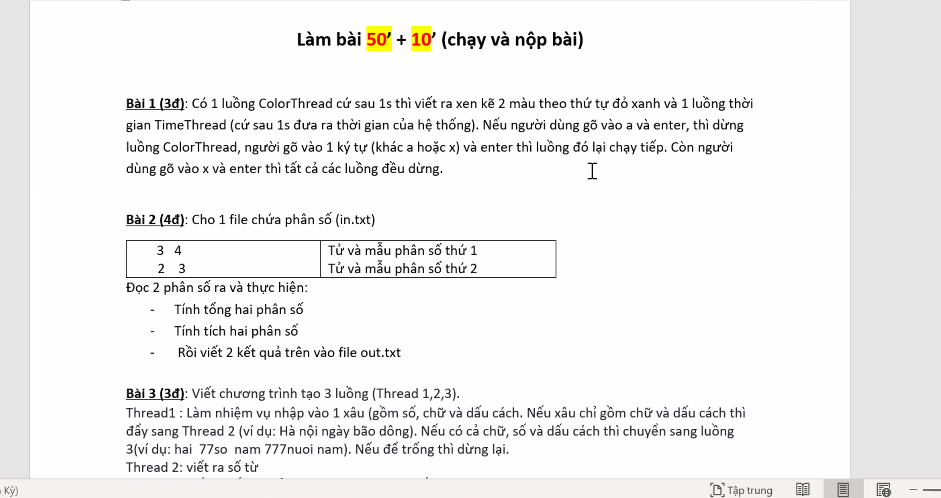 Làm bài 50’ + 10’ (chạy và nộp bài)
Bài 1 (3đ): Có 1 luồng ColorThread cứ sau 1s thì viết ra xen kẽ 2 màu theo thứ tự đỏ xanh và 1 luồng thời
gian TimeThread (cứ sau 1s đưa ra thời gian của hệ thống). Nếu người dùng gõ vào a và enter, thì dừng
luồng ColorThread, người gõ vào 1 ký tự (khác a hoặc x) và enter thì luồng đó lại chạy tiếp. Còn người
dùng gõ vào x và enter thì tất cả các luồng đều dừng.
Bài 2 (4đ): Cho 1 file chứa phân số (in.txt)
3 4 Tử và mẫu phân số thứ 1
2 3 Tử và mẫu phân số thứ 2
Đọc 2 phân số ra và thực hiện:
- Tính tổng hai phân số
- Tính tích hai phân số
- Rồi viết 2 kết quả trên vào file out.txt
Bài 3 (3đ): Viết chương trình tạo 3 luồng (Thread 1,2,3).
Thread1 : Làm nhiệm vụ nhập vào 1 xâu (gồm số, chữ và dấu cách. Nếu xâu chỉ gồm chữ và dấu cách thì
đẩy sang Thread 2 (ví dụ: Hà nội ngày bão dông). Nếu có cả chữ, số và dấu cách thì chuyển sang luồng
3(ví dụ: hai 77so nam 777nuoi nam). Nếu để trống thì dừng lại.
Thread 2: viết ra số từ
Kỳ)
Tập trung